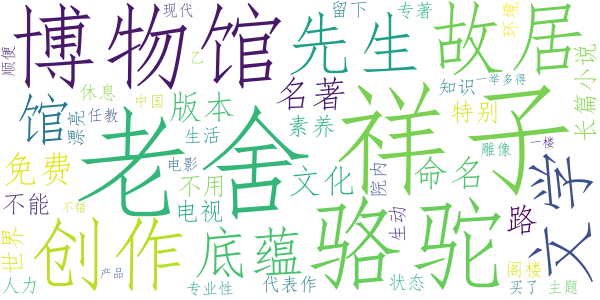 现代
留下
专著
环境
顺便
博物馆
先生
故居
乙
知识
一举多得
长篇小说
休息
中国
名著
馆
漂亮
任教
版本
素养
特别
老舍
祥子
生活
雕像
一楼
免费
电影
不用
文化
院内
命名
文学
不能
不错
电视
生动
路
世界
创作
底蕴
骆驼
阁楼
人力
产品
专业性
代表作
状态
买了
主题